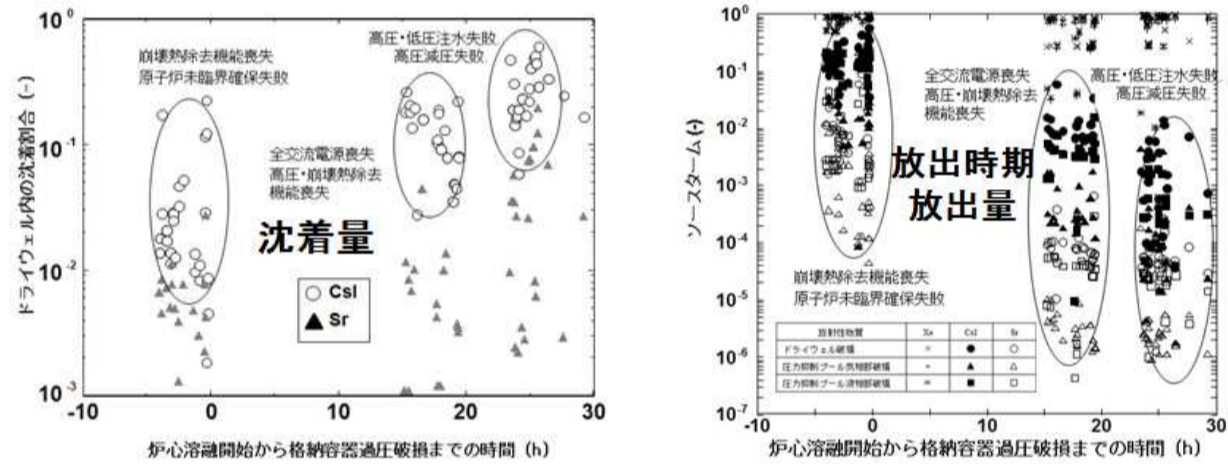 10⁰
10⁻¹
10⁻²
10⁻³
ドライウェル内の沈着割合 (-)
崩壊熱除去機能喪失
原子炉未臨界確保失敗
高圧・低圧注水失敗
高圧減圧失敗.
全交流電源喪失
高圧・崩壊熱除去
機能喪失
沈着量
CsI
Sr
-10 0 10 20 30
炉心溶融開始から格納容器過圧破損までの時間 (h)
10⁰
10⁻¹
10⁻²
10⁻³
10⁻⁴
10⁻⁵
10⁻⁶
10⁻⁷
ソースターム(-)
全交流電源喪失
高圧・崩壊熱除去
機能喪失
高圧・低圧注水失敗.
高圧減圧失敗.
放出時期
放出量
崩壊熱除去機能喪失
原子炉未臨界確保失敗
放射性物質 Xe CsI Sr
ドライウェル破損
圧力抑制プール気相部破損
圧力抑制プール液相部破損
-10 0 10 20 30
炉心溶融開始から格納容器過圧破損までの時間 (h)